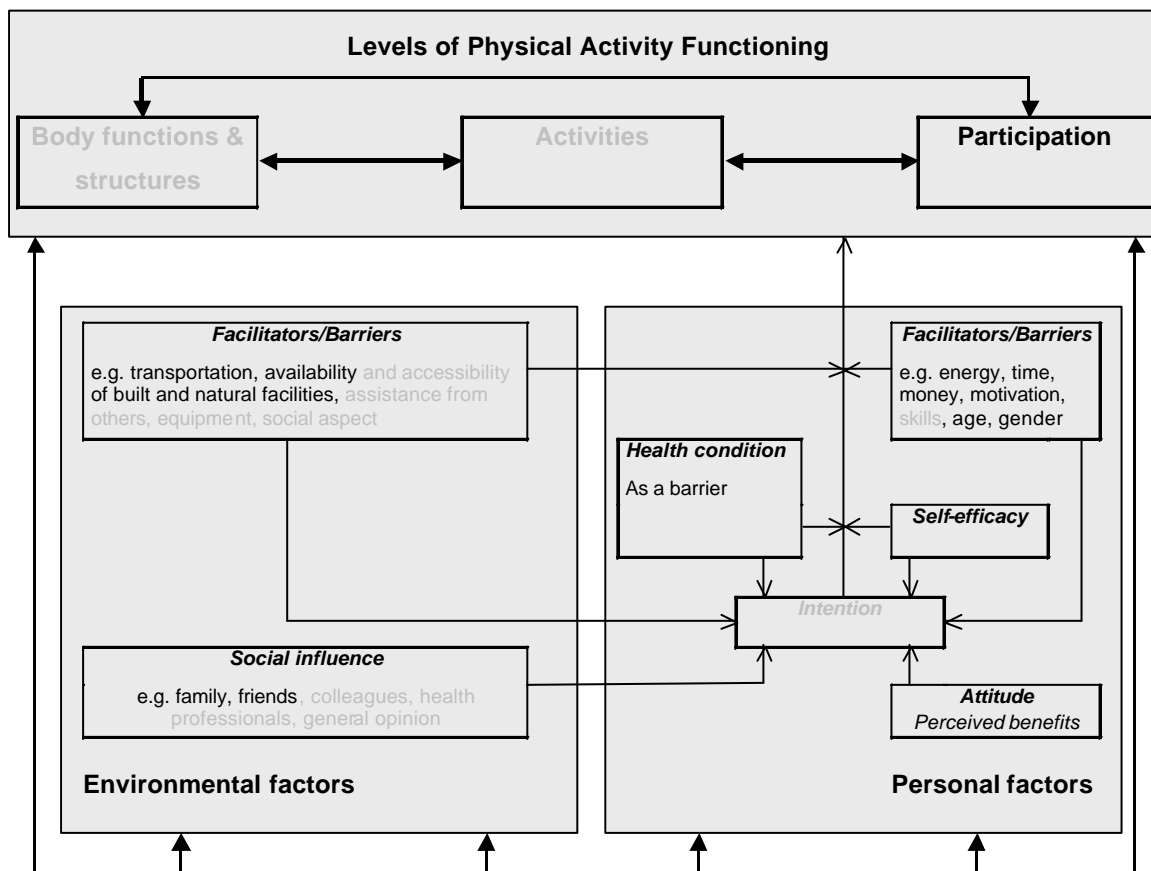 Levels of Physical Activity Functioning
Body functions &
structures
Activities
Participation
Facilitators/Barriers
e.g. transportation, availability and accessibility
of built and natural facilities, assistance from
others, equipment, social aspect
Facilitators/Barriers
e.g. energy, time,
money, motivation,
skills, age, gender
Health condition
As a barrier
Self-efficacy
Intention
Social influence
e.g. family, friends, colleagues, health
professionals, general opinion
Attitude
Perceived benefits
Environmental factors
Personal factors